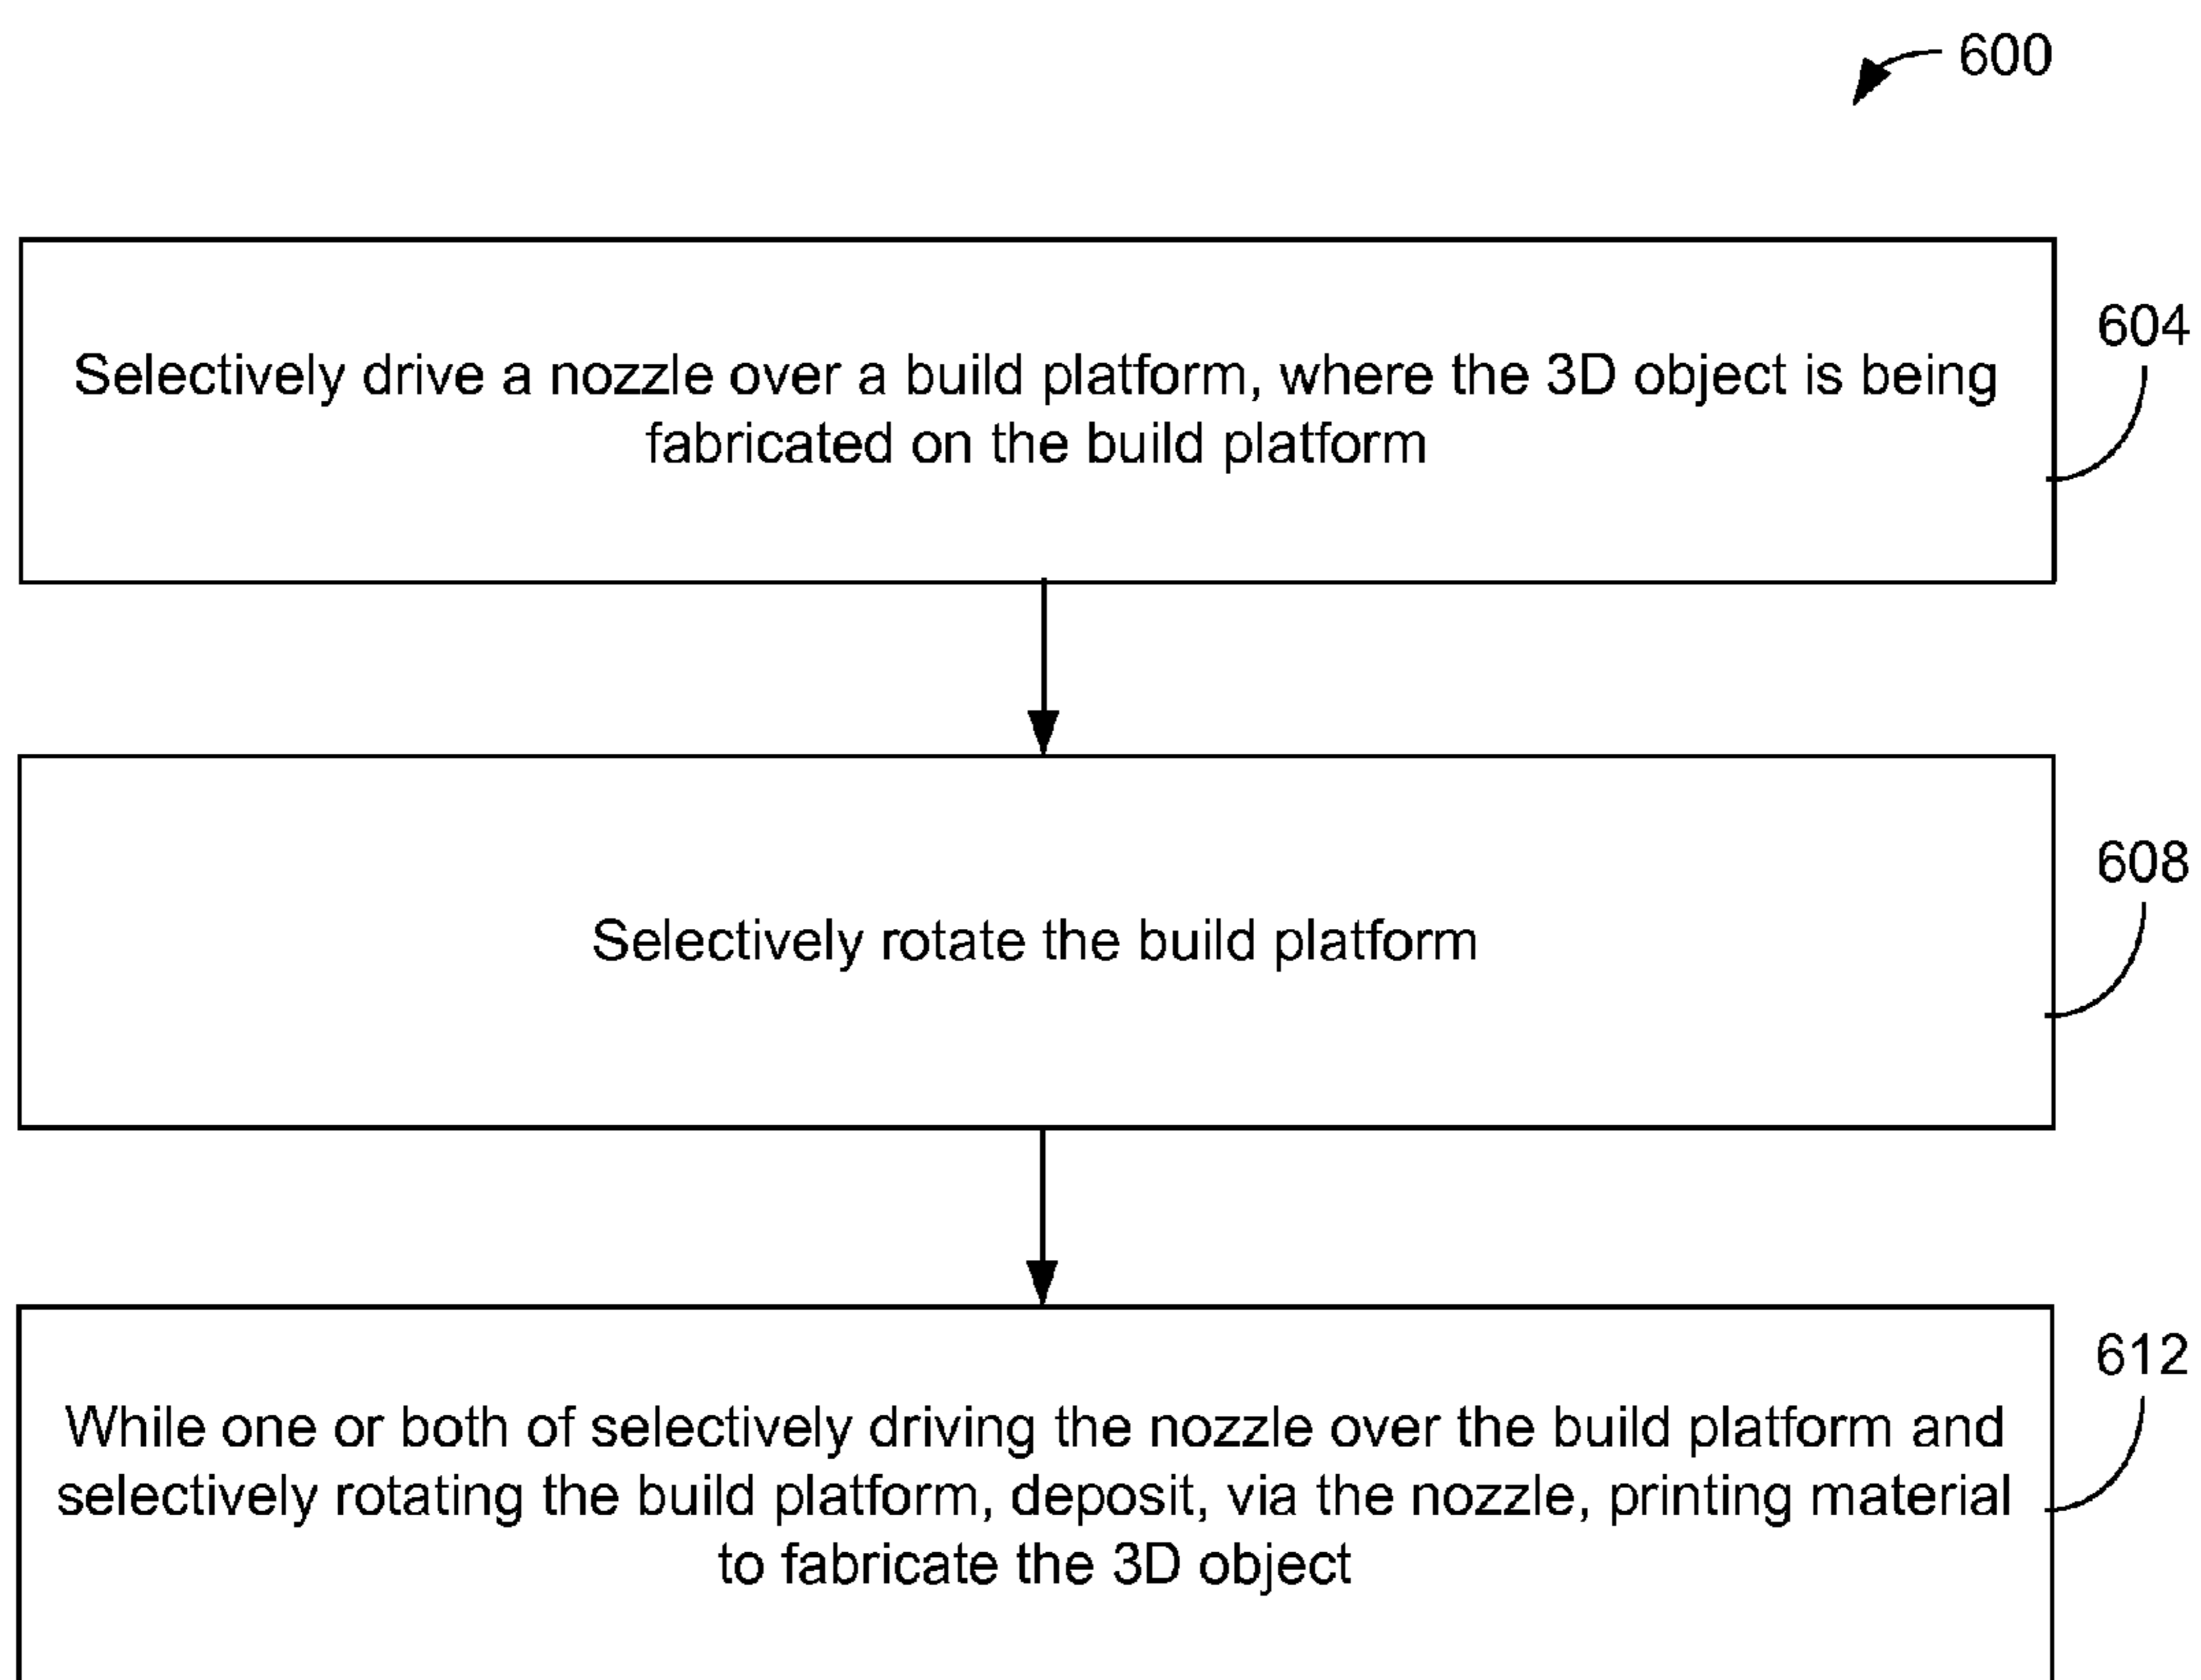 600
604
Selectively drive a nozzle over a build platform, where the 3D object is being
fabricated on the build platform
608
Selectively rotate the build platform
612
While one or both of selectively driving the nozzle over the build platform and
selectively rotating the build platform, deposit, via the nozzle, printing material
to fabricate the 3D object